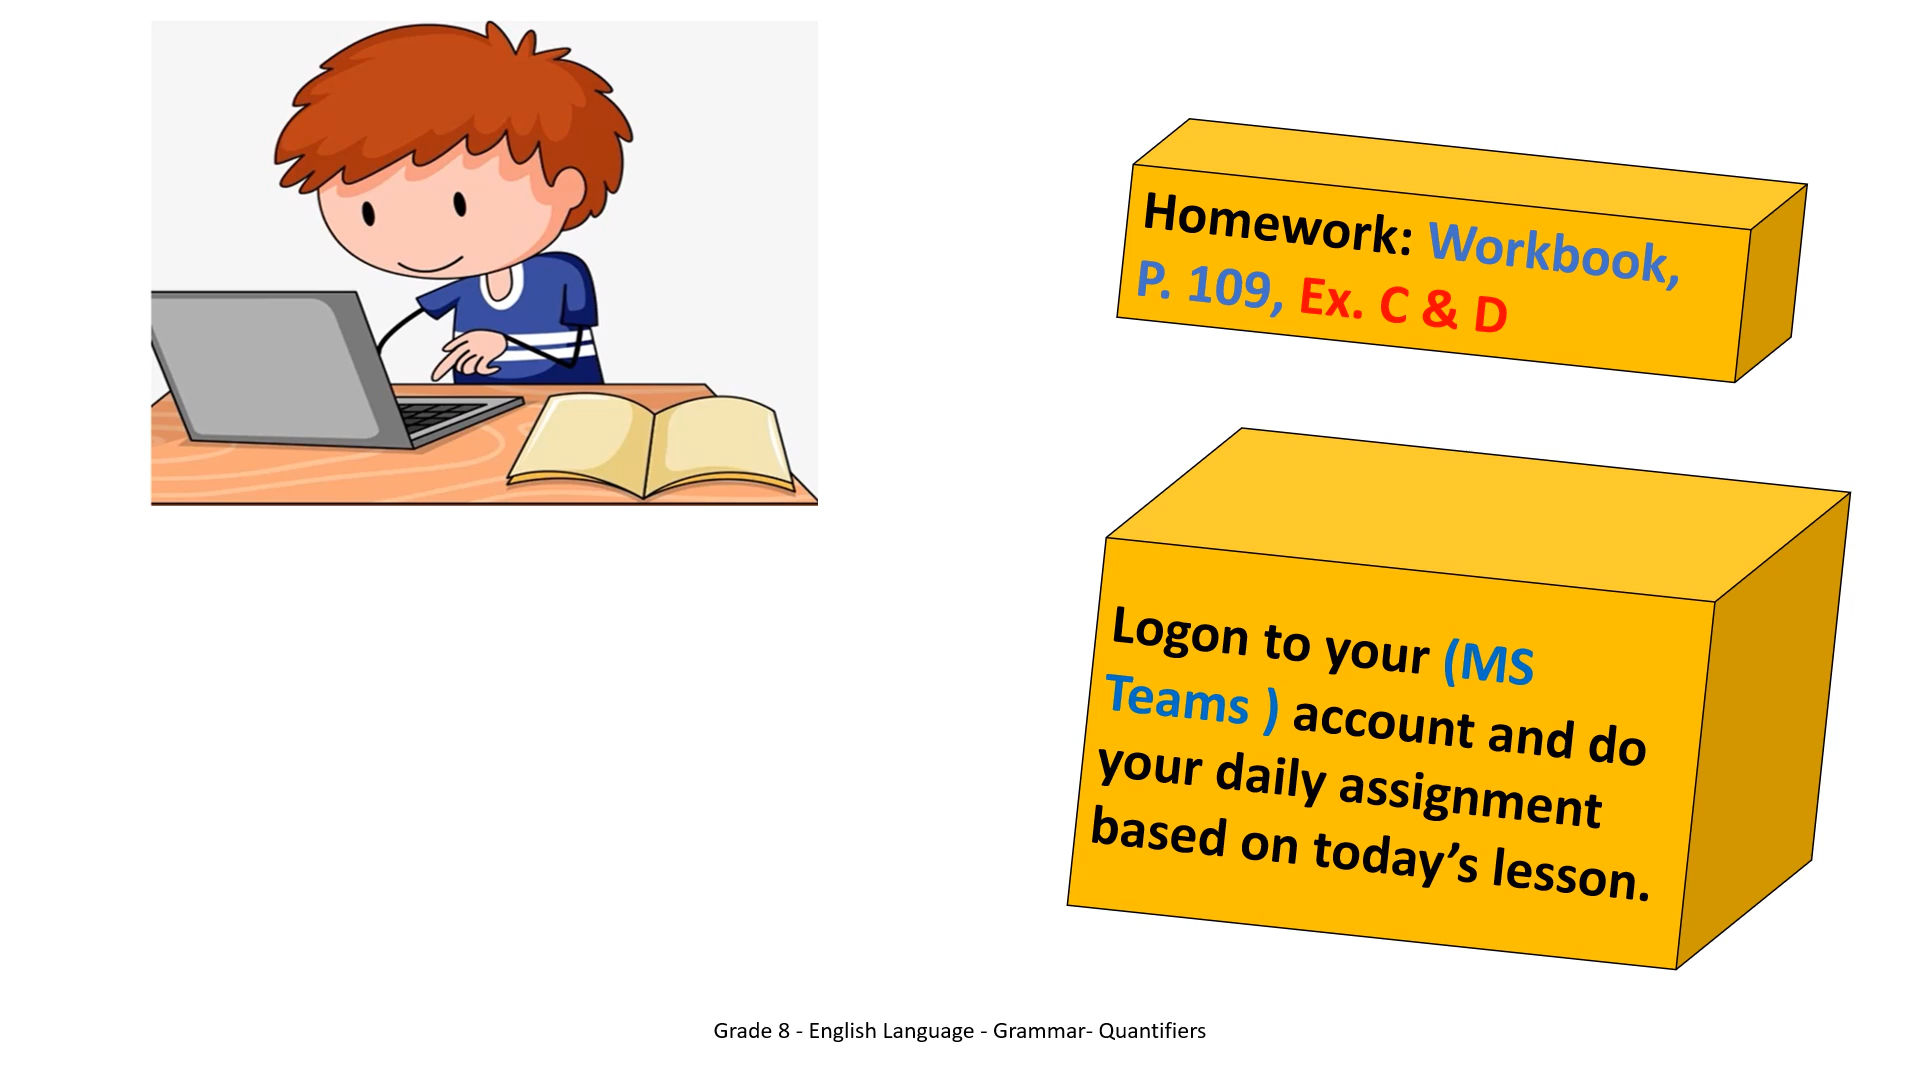 Homework: Workbook,
P. 109, Ex. C & D
Logon to your (MS
Teams ) account and do
your daily assignment
based on today’s lesson.
Grade 8 - English Language - Grammar- Quantifiers